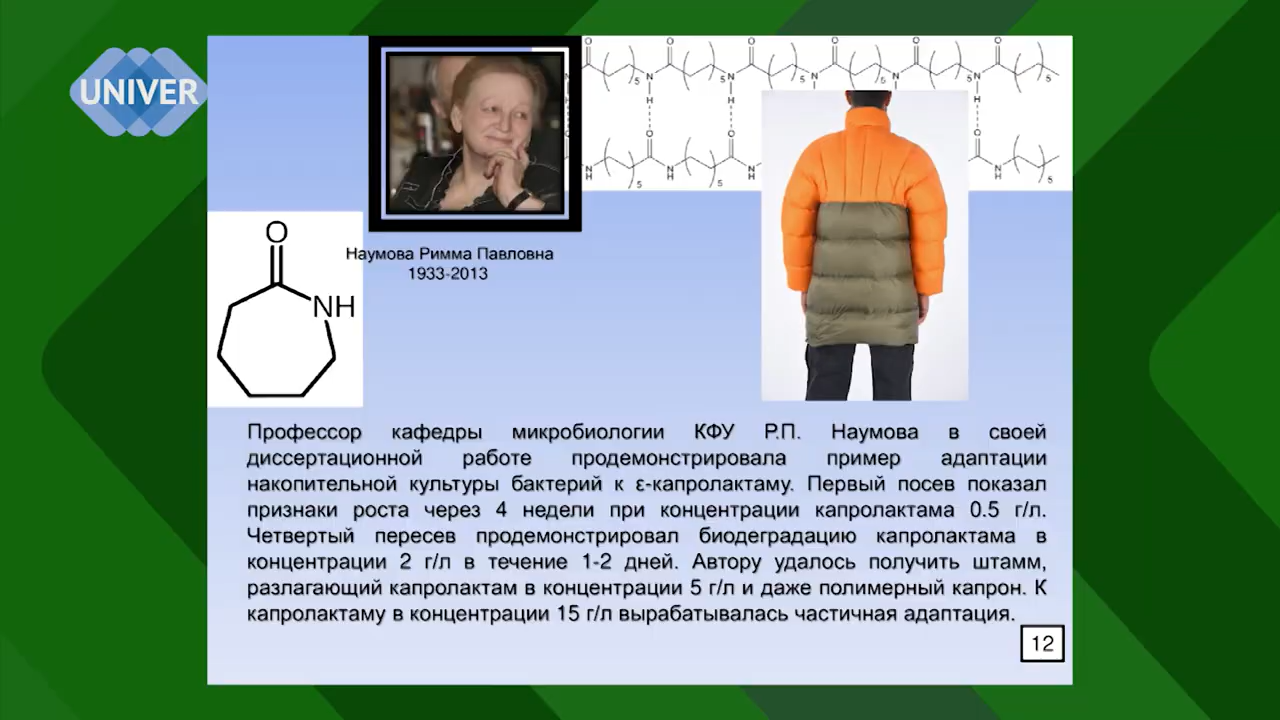 UNIVER
Наумова Римма Павловна
1933-2013
O
NH
Профессор кафедры микробиологии КФУ Р.П. Наумова в своей
диссертационной работе продемонстрировала пример адаптации
накопительной культуры бактерий к ε-капролактаму. Первый посев показал
признаки роста через 4 недели при концентрации капролактама 0.5 г/л.
Четвертый пересев продемонстрировал биодеградацию капролактама в
концентрации 2 г/л в течение 1-2 дней. Автору удалось получить штамм,
разлагающий капролактам в концентрации 5 г/л и даже полимерный капрон. К
капролактаму в концентрации 15 г/л вырабатывалась частичная адаптация.
12